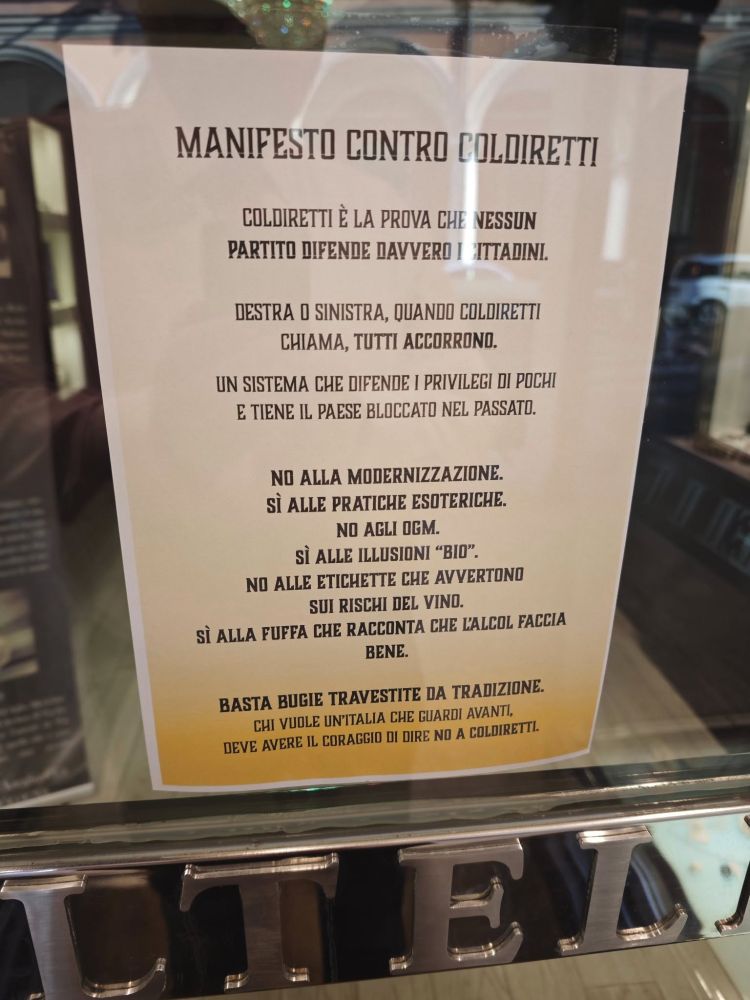 MANIFESTO CONTRO COLDIRETTI
COLDIRETTI È LA PROVA CHE NESSUN
PARTITO DIFENDE DAVVERO I CITTADINI.
DESTRA O SINISTRA, QUANDO COLDIRETTI
CHIAMA, TUTTI ACCORRONO.
UN SISTEMA CHE DIFENDE I PRIVILEGI DI POCHI
E TIENE IL PAESE BLOCCATO NEL PASSATO.
NO ALLA MODERNIZZAZIONE.
SÌ ALLE PRATICHE ESOTERICHE.
NO AGLI OGM.
SÌ ALLE ILLUSIONI “BIO”.
NO ALLE ETICHETTE CHE AVVERTONO
SUI RISCHI DEL VINO.
SÌ ALLA FUFFA CHE RACCONTA CHE L'ALCOL FACCIA
BENE.
BASTA BUGIE TRAVESTITE DA TRADIZIONE.
CHI VUOLE UN'ITALIA CHE GUARDI AVANTI,
DEVE AVERE IL CORAGGIO DI DIRE NO A COLDIRETTI.
LTEL